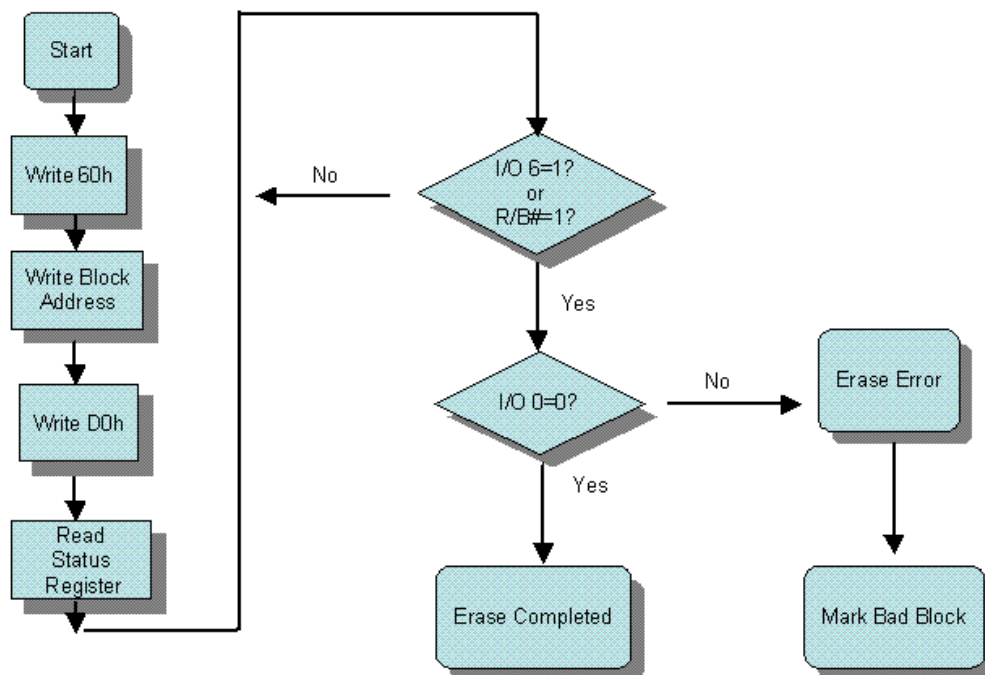 Start
Write 60h
Write Block
Address
Write D0h
Read
Status
Register
I/O 6=1?
or
R/B#=1?
No
Yes
I/O 0=0?
No
Yes
Erase Error
Erase Completed
Mark Bad Block